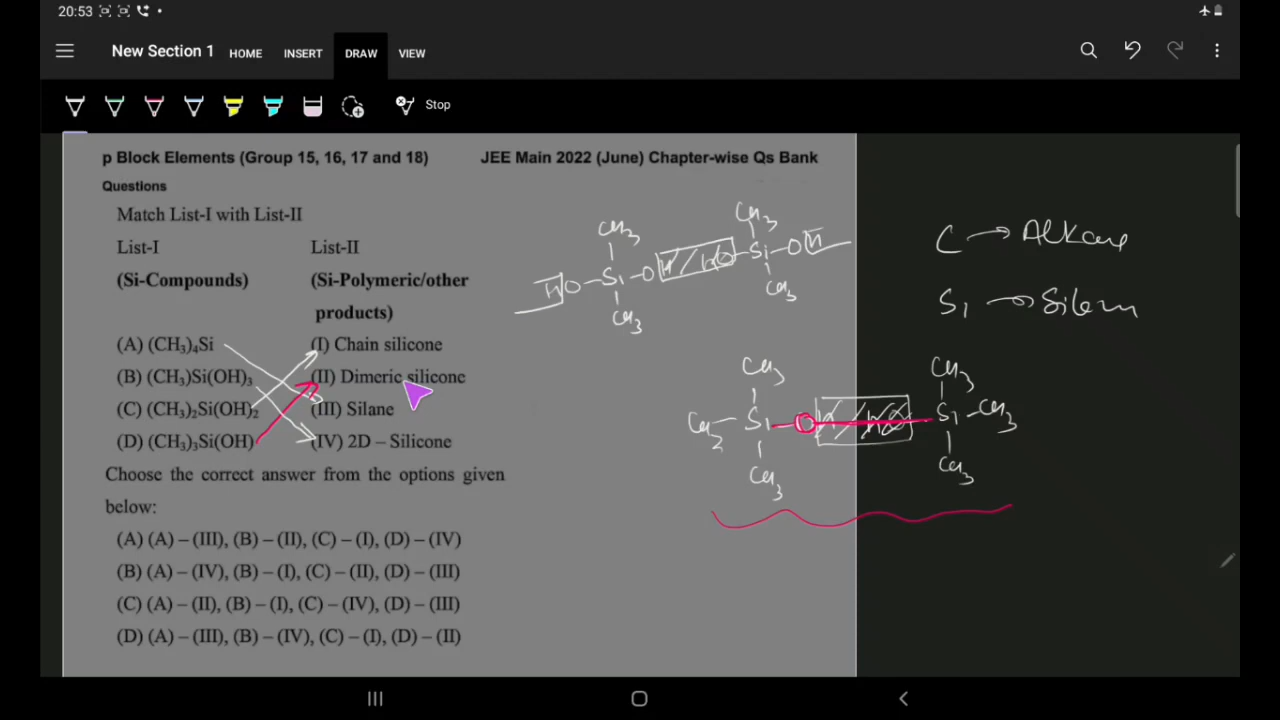 20:53
New Section 1 HOME INSERT DRAW VIEW
Stop
p Block Elements (Group 15, 16, 17 and 18) JEE Main 2022 (June) Chapter-wise Qs Bank
Questions
Match List-I with List-II
List-I List-II
(Si-Compounds) (Si-Polymeric/other
products)
(A) (CH₃)₄Si (I) Chain silicone
(B) (CH₃)Si(OH)₃ (II) Dimeric silicone
(C) (CH₃)₂Si(OH)₂ (III) Silane
(D) (CH₃)₃Si(OH) (IV) 2D – Silicone
Choose the correct answer from the options given
below:
(A) (A) – (III), (B) – (II), (C) – (I), (D) – (IV)
(B) (A) – (IV), (B) – (I), (C) – (II), (D) – (III)
(C) (A) – (II), (B) – (I), (C) – (IV), (D) – (III)
(D) (A) – (III), (B) – (IV), (C) – (I), (D) – (II)
CH₃ CH₃
HO–Si–O H/HO–Si–OH
CH₃ CH₃
CH₃ CH₃
CH₃–Si–O H/HO Si–CH₃
CH₃ CH₃
C → Alkane
Si →